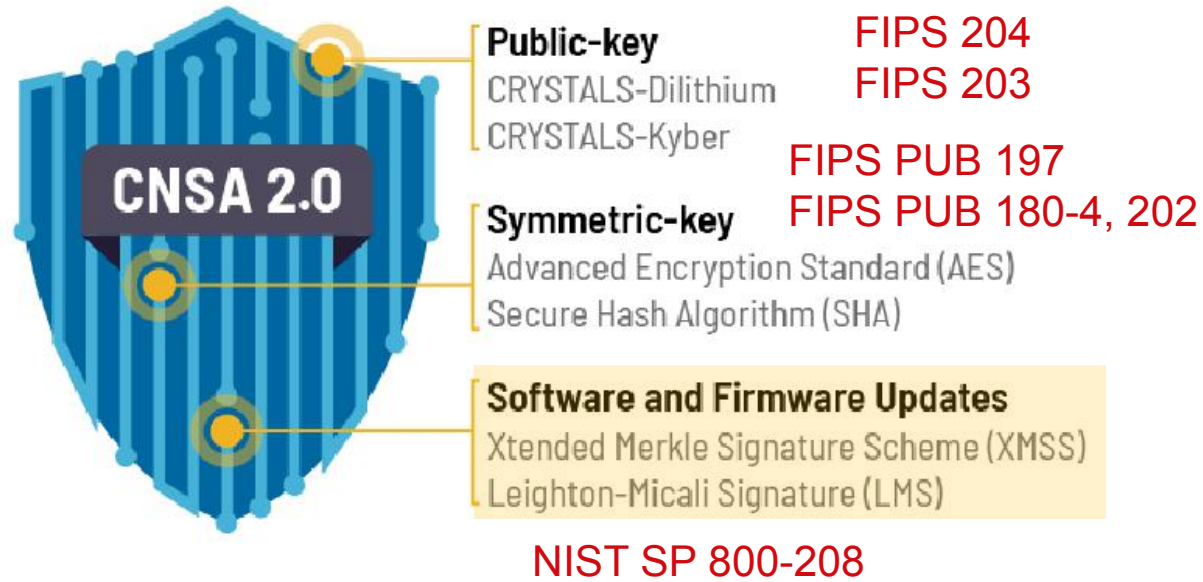 CNSA 2.0
Public-key
CRYSTALS-Dilithium
CRYSTALS-Kyber
FIPS 204
FIPS 203
FIPS PUB 197
FIPS PUB 180-4, 202
Symmetric-key
Advanced Encryption Standard (AES)
Secure Hash Algorithm (SHA)
Software and Firmware Updates
Xtended Merkle Signature Scheme (XMSS)
Leighton-Micali Signature (LMS)
NIST SP 800-208